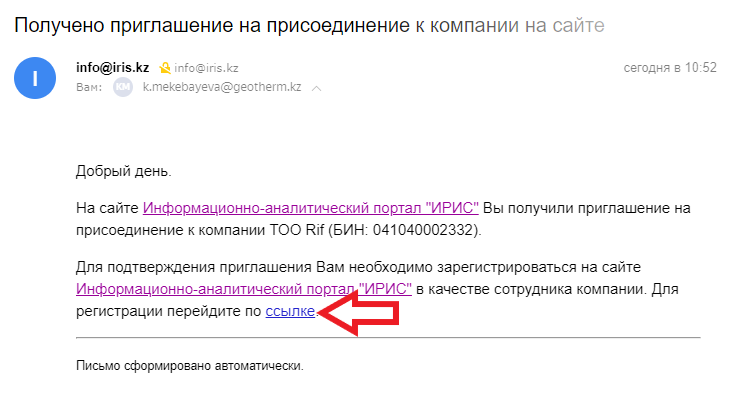 Получено приглашение на присоединение к компании на сайте
I
info@iris.kz info@iris.kz
сегодня в 10:52
Вам: KM k.mekebayeva@geotherm.kz
Добрый день.
На сайте Информационно-аналитический портал "ИРИС" Вы получили приглашение на
присоединение к компании ТОО Rif (БИН: 041040002332).
Для подтверждения приглашения Вам необходимо зарегистрироваться на сайте
Информационно-аналитический портал "ИРИС" в качестве сотрудника компании. Для
регистрации перейдите по ссылке.
Письмо сформировано автоматически.